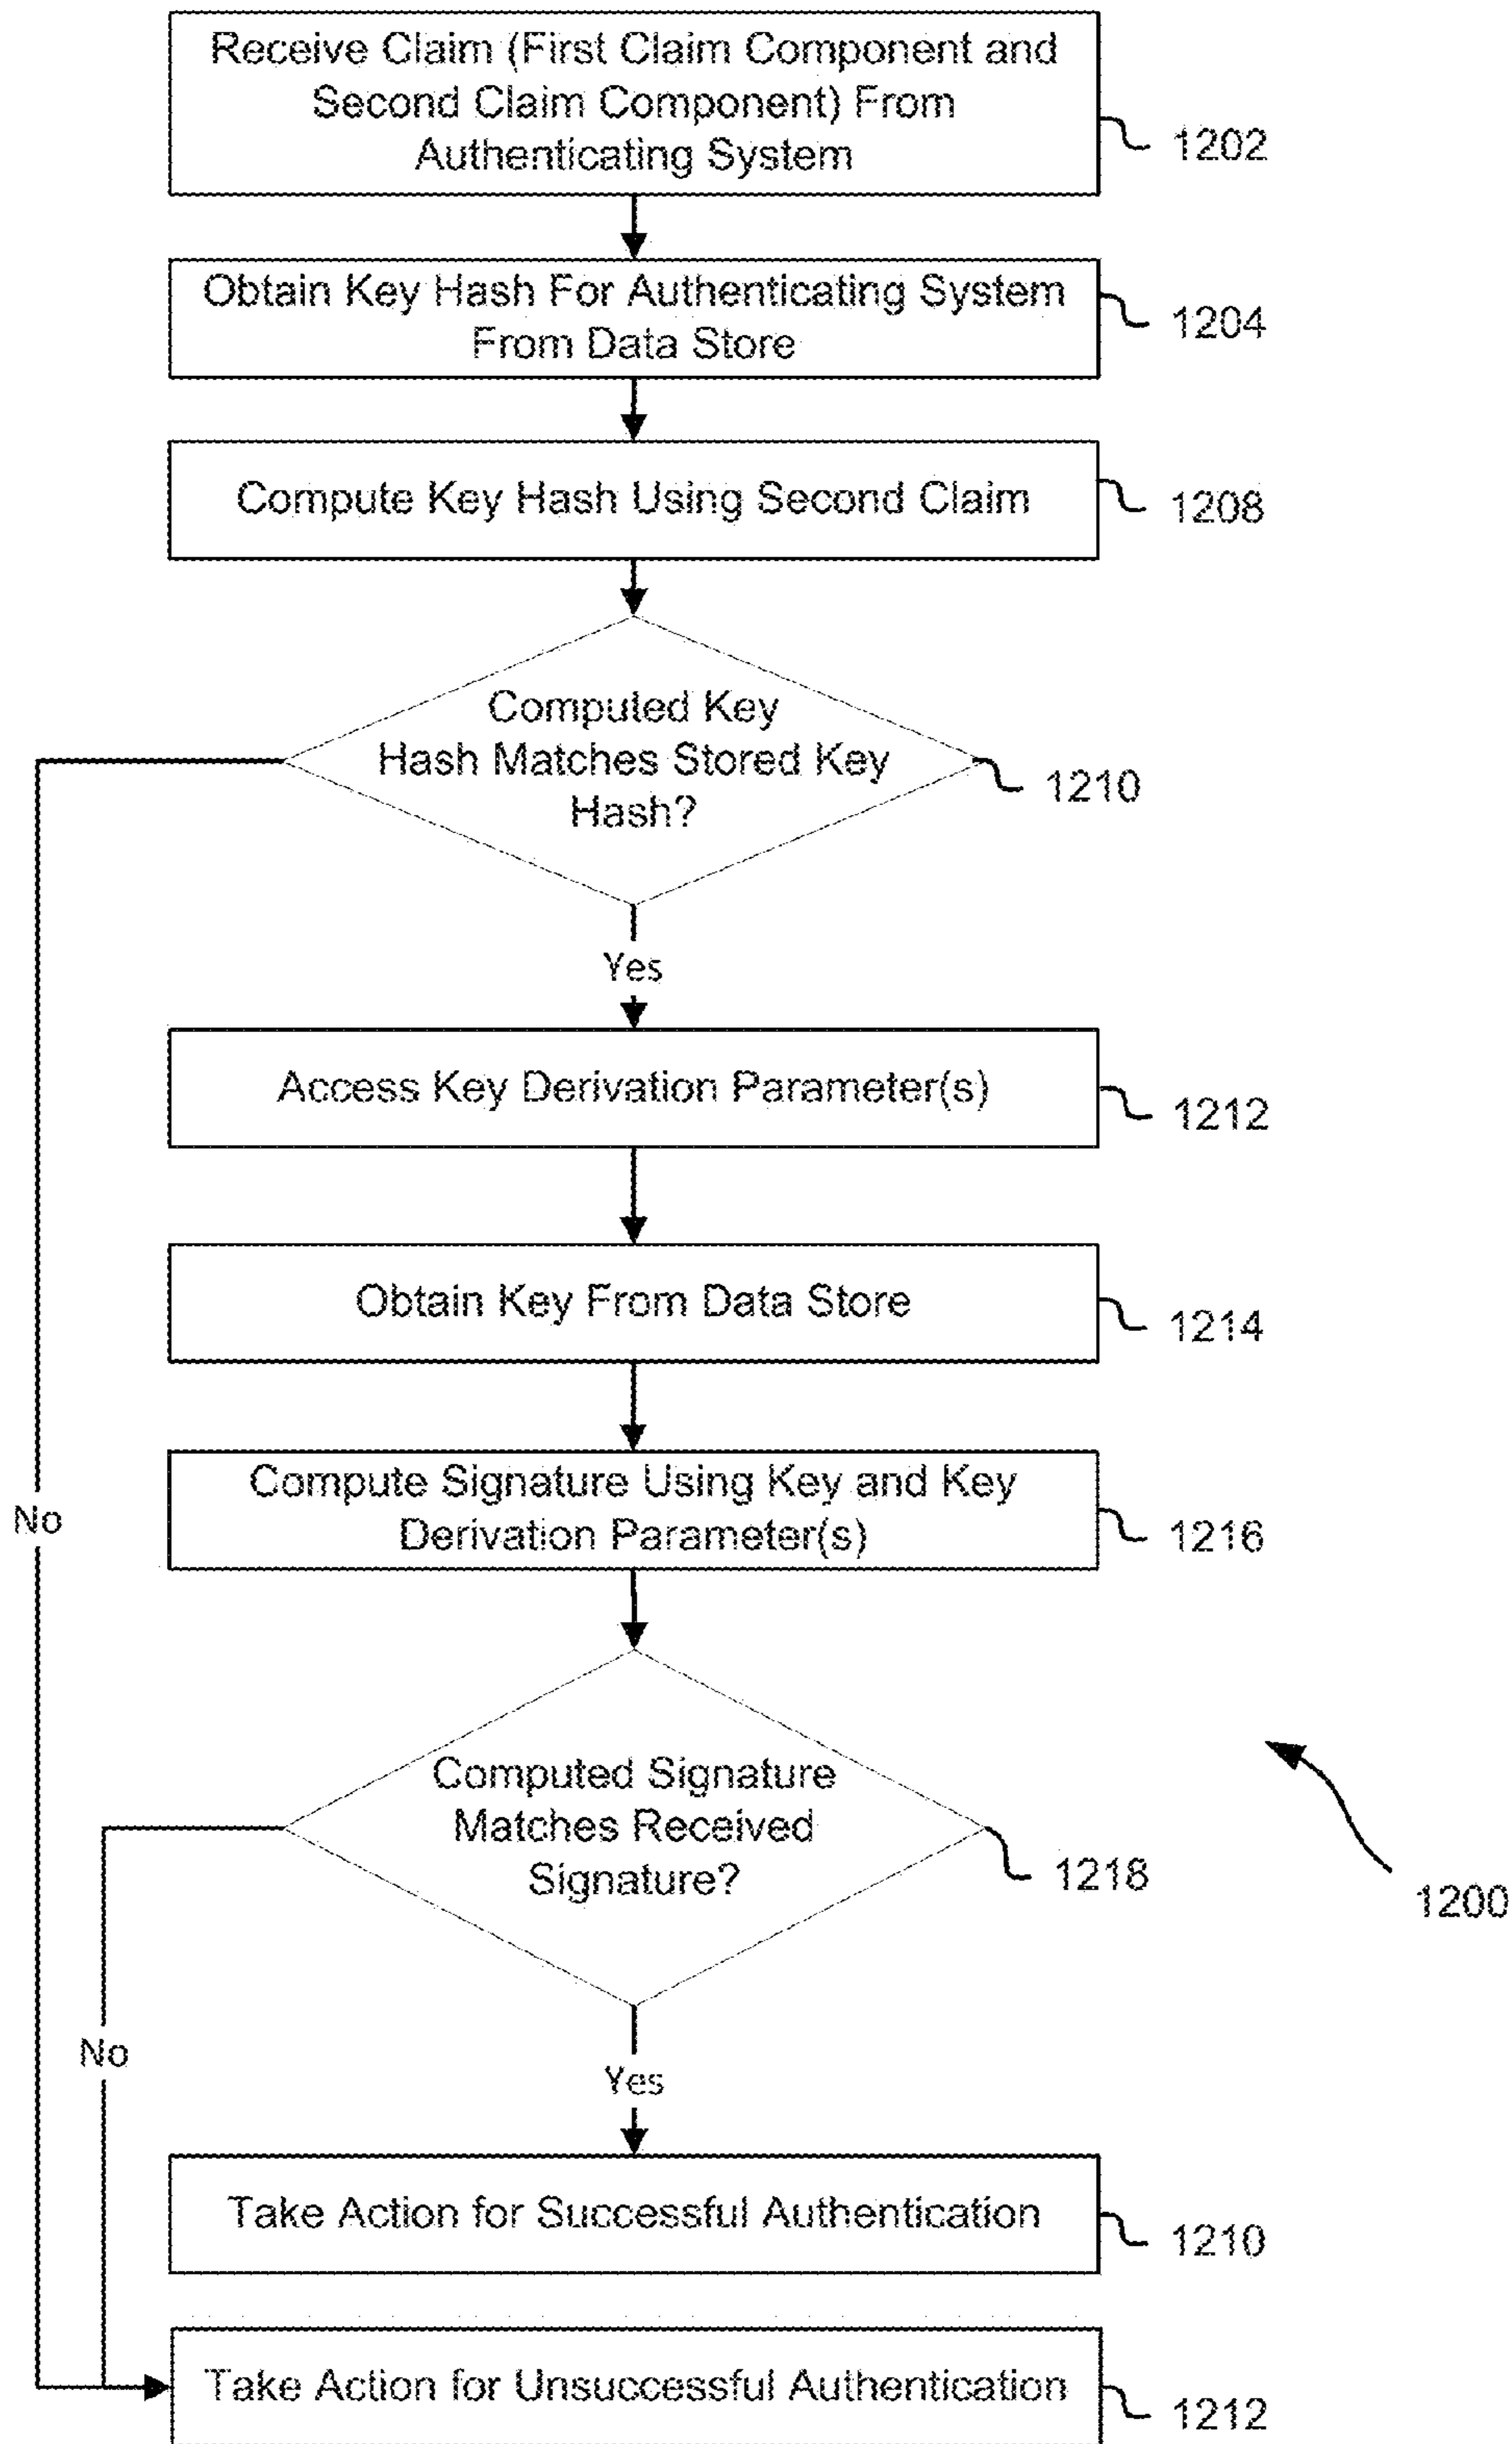 Receive Claim (First Claim Component and
Second Claim Component) From
Authenticating System
1202
Obtain Key Hash For Authenticating System
From Data Store
1204
Compute Key Hash Using Second Claim
1208
Computed Key
Hash Matches Stored Key
Hash?
1210
Yes
Access Key Derivation Parameter(s)
1212
Obtain Key From Data Store
1214
Compute Signature Using Key and Key
Derivation Parameter(s)
1216
No
Computed Signature
Matches Received
Signature?
1218
1200
No
Yes
Take Action for Successful Authentication
1210
Take Action for Unsuccessful Authentication
1212